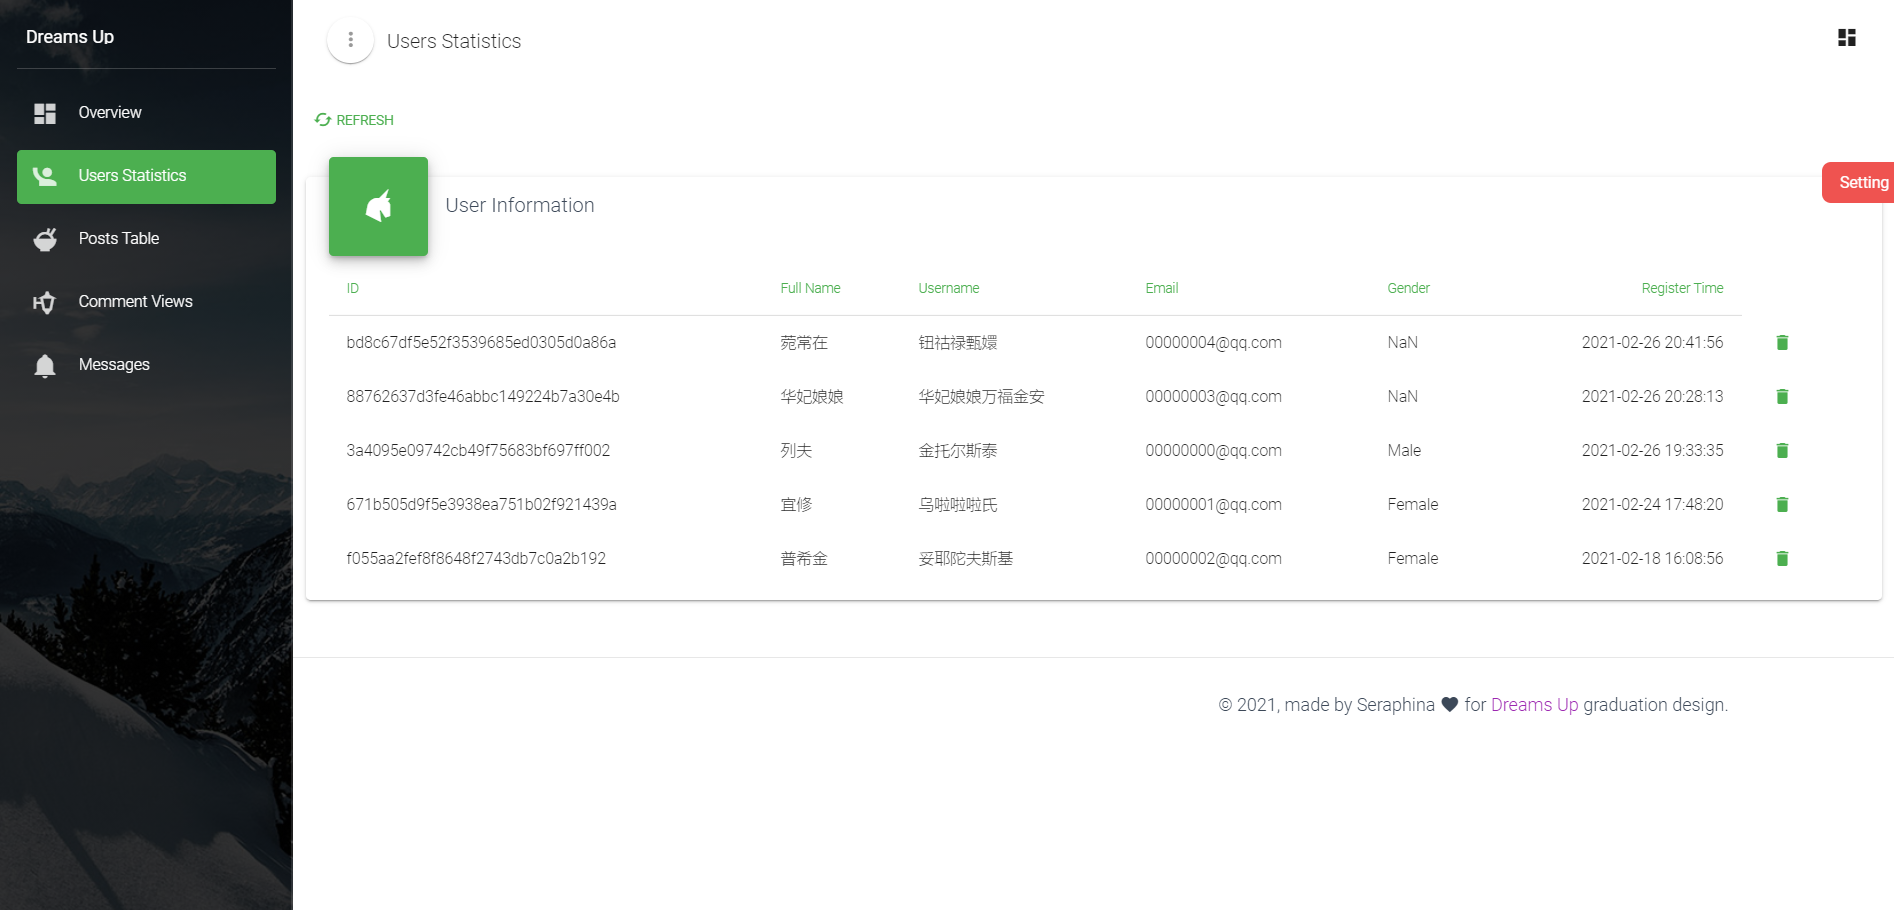 Dreams Up
Overview
Users Statistics
Posts Table
Comment Views
Messages
Users Statistics
REFRESH
Setting
User Information
ID Full Name Username Email Gender Register Time
bd8c67df5e52f3539685ed0305d0a86a 菀常在 钮祜禄甄嬛 00000004@qq.com NaN 2021-02-26 20:41:56
88762637d3fe46abbc149224b7a30e4b 华妃娘娘 华妃娘娘万福金安 00000003@qq.com NaN 2021-02-26 20:28:13
3a4095e09742cb49f75683bf697ff002 列夫 金托尔斯泰 00000000@qq.com Male 2021-02-26 19:33:35
671b505d9f5e3938ea751b02f921439a 宜修 乌啦啦啦氏 00000001@qq.com Female 2021-02-24 17:48:20
f055aa2fef8f8648f2743db7c0a2b192 普希金 妥耶陀夫斯基 00000002@qq.com Female 2021-02-18 16:08:56
© 2021, made by Seraphina ♥ for Dreams Up graduation design.